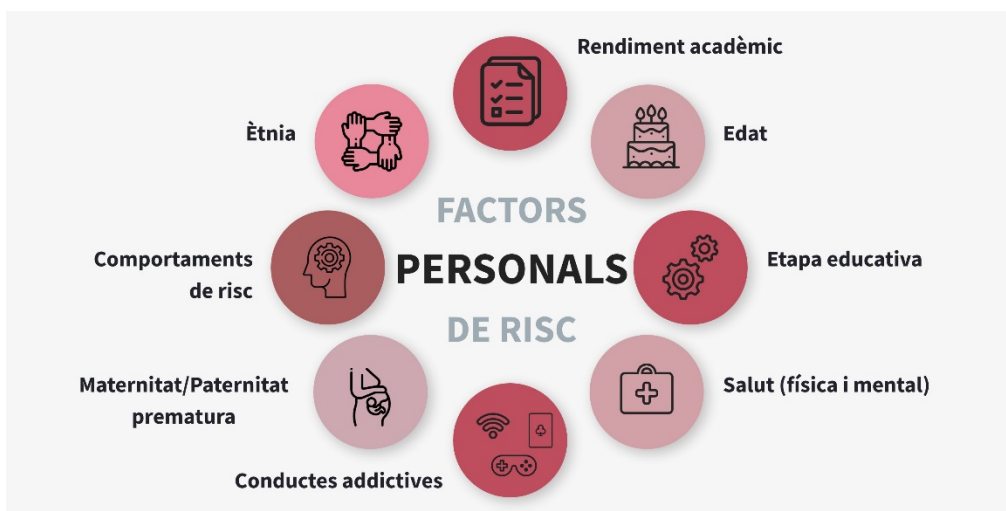 Rendiment acadèmic
Ètnia
Edat
FACTORS
PERSONALS
DE RISC
Comportaments
de risc
Etapa educativa
Maternitat/Paternitat
prematura
Salut (física i mental)
Conductes addictives